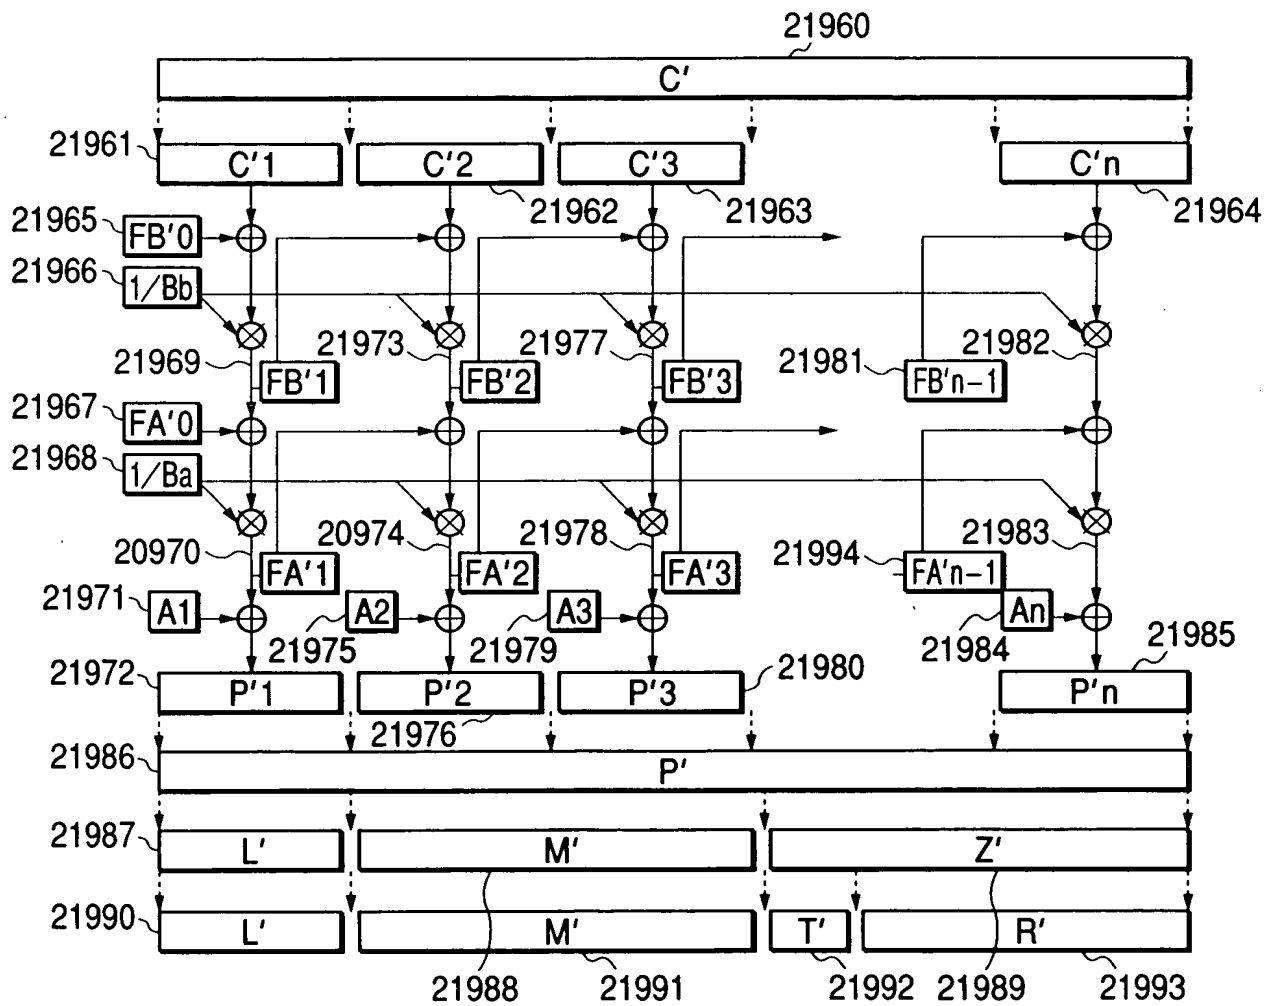 21960
C'
21961 C'1 C'2 C'3 C'n
21962 21963 21964
21965 FB'0
21966 1/Bb
21969 21973 21977 21981 21982
FB'1 FB'2 FB'3 FB'n-1
21967 FA'0
21968 1/Ba
20970 20974 21978 21994 21983
FA'1 FA'2 FA'3 FA'n-1
21971 A1 A2 A3 An
21975 21979 21984 21985
21972 P'1 P'2 P'3 21980 P'n
21976
21986 P'
21987 L' M' Z'
21990 L' M' T' R'
21988 21991 21992 21989 21993